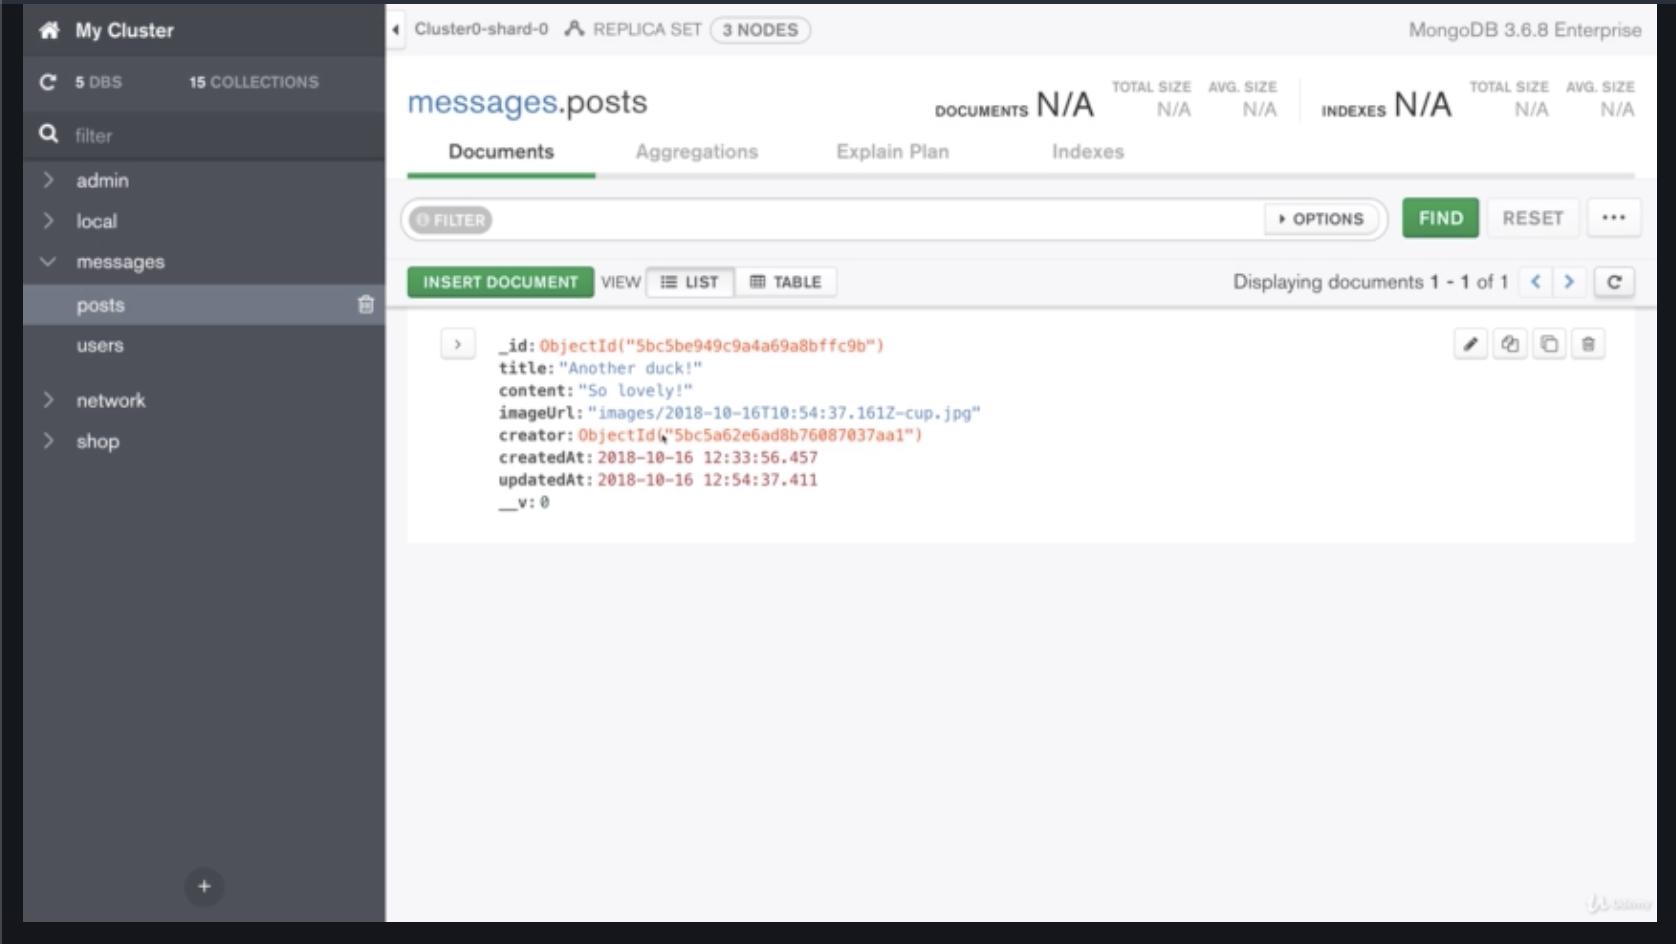 My Cluster
5 DBS 15 COLLECTIONS
filter
admin
local
messages
posts
users
network
shop
+
Cluster0-shard-0 REPLICA SET 3 NODES
MongoDB 3.6.8 Enterprise
messages.posts
DOCUMENTS N/A TOTAL SIZE N/A AVG. SIZE N/A
INDEXES N/A TOTAL SIZE N/A AVG. SIZE N/A
Documents Aggregations Explain Plan Indexes
FILTER OPTIONS FIND RESET ...
INSERT DOCUMENT VIEW LIST TABLE Displaying documents 1 - 1 of 1
_id: ObjectId("5bc5be949c9a4a69a8bffc9b")
title: "Another duck!"
content: "So lovely!"
imageUrl: "images/2018-10-16T10:54:37.161Z-cup.jpg"
creator: ObjectId("5bc5a62e6ad8b76087037aa1")
createdAt: 2018-10-16 12:33:56.457
updatedAt: 2018-10-16 12:54:37.411
__v: 0
Udemy